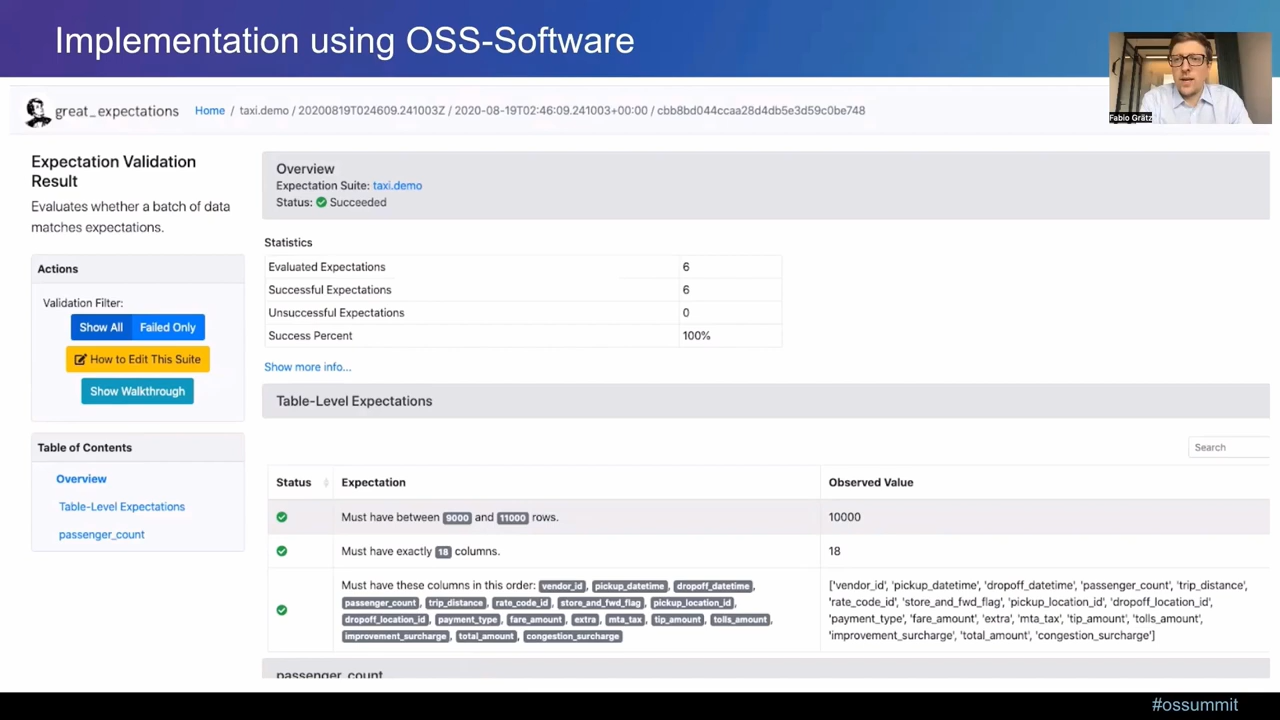 Implementation using OSS-Software
Fabio Grätz
great_expectations
Home / taxi.demo / 20200819T024609.241003Z / 2020-08-19T02:46:09.241003+00:00 / cbb8bd044ccaa28d4db5e3d59c0be748
Expectation Validation
Result
Evaluates whether a batch of data
matches expectations.
Actions
Validation Filter:
Show All Failed Only
How to Edit This Suite
Show Walkthrough
Table of Contents
Overview
Table-Level Expectations
passenger_count
Overview
Expectation Suite: taxi.demo
Status: Succeeded
Statistics
Evaluated Expectations 6
Successful Expectations 6
Unsuccessful Expectations 0
Success Percent 100%
Show more info...
Table-Level Expectations
Search
Status Expectation Observed Value
Must have between 9000 and 11000 rows. 10000
Must have exactly 18 columns. 18
Must have these columns in this order: vendor_id, pickup_datetime, dropoff_datetime,
passenger_count, trip_distance, rate_code_id, store_and_fwd_flag, pickup_location_id,
dropoff_location_id, payment_type, fare_amount, extra, mta_tax, tip_amount, tolls_amount,
improvement_surcharge, total_amount, congestion_surcharge
['vendor_id', 'pickup_datetime', 'dropoff_datetime', 'passenger_count', 'trip_distance',
'rate_code_id', 'store_and_fwd_flag', 'pickup_location_id', 'dropoff_location_id',
'payment_type', 'fare_amount', 'extra', 'mta_tax', 'tip_amount', 'tolls_amount',
'improvement_surcharge', 'total_amount', 'congestion_surcharge']
passenger_count
#ossummit